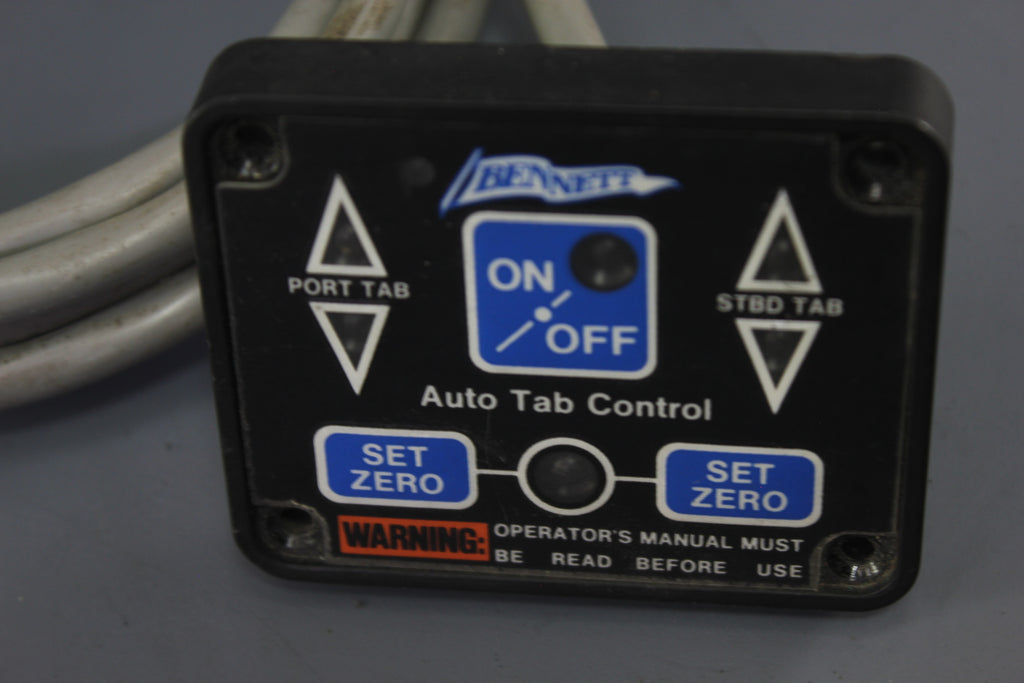 BENNETT
ON
OFF
PORT TAB
STBD TAB
Auto Tab Control
SET
ZERO
SET
ZERO
WARNING: OPERATOR'S MANUAL MUST
BE READ BEFORE USE